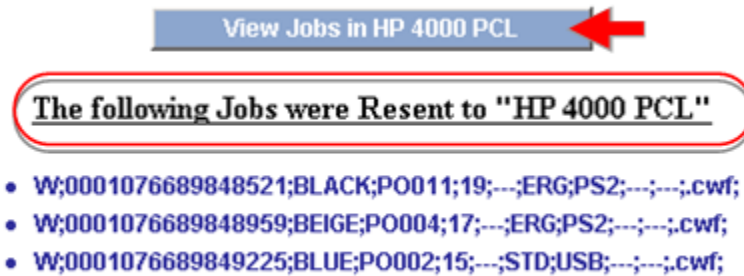 View Jobs in HP 4000 PCL
The following Jobs were Resent to "HP 4000 PCL"
• W;0001076689848521;BLACK;PO011;19;---;ERG;PS2;---;---;.cwf;
• W;0001076689848959;BEIGE;PO004;17;---;ERG;PS2;---;---;.cwf;
• W;0001076689849225;BLUE;PO002;15;---;STD;USB;---;---;.cwf;